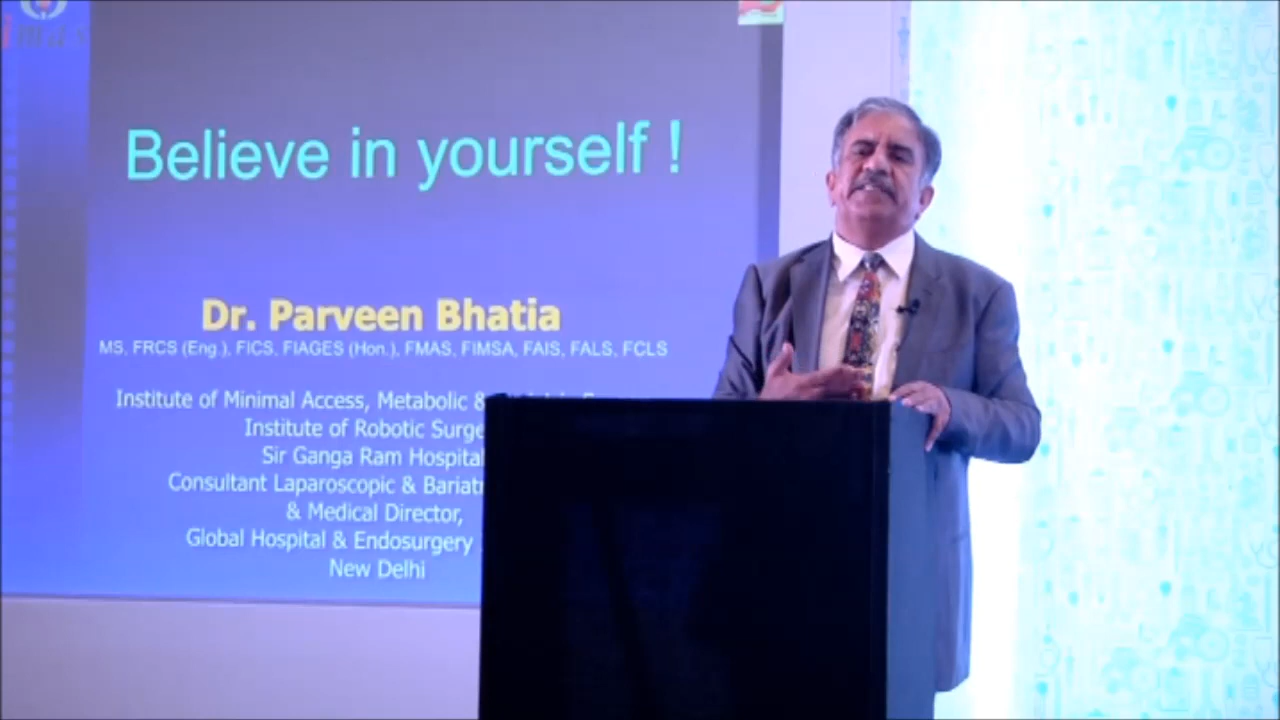 Believe in yourself !
Dr. Parveen Bhatia
MS, FRCS (Eng.), FICS, FIAGES (Hon.), FMAS, FIMSA, FAIS, FALS, FCLS
Institute of Minimal Access, Metabolic &
Institute of Robotic Surge
Sir Ganga Ram Hospital
Consultant Laparoscopic & Bariatr
& Medical Director,
Global Hospital & Endosurgery
New Delhi